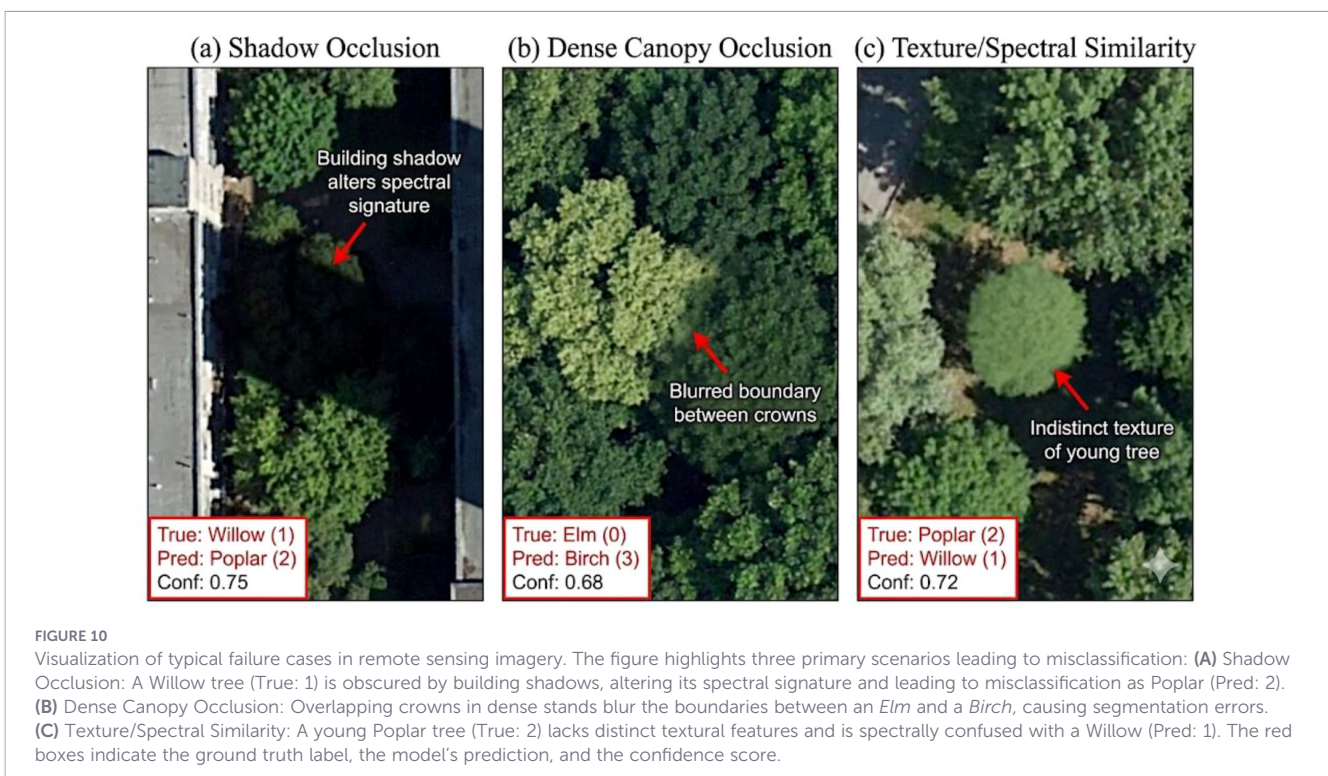 (a) Shadow Occlusion
(b) Dense Canopy Occlusion
(c) Texture/Spectral Similarity
Building shadow
alters spectral
signature
True: Willow (1)
Pred: Poplar (2)
Conf: 0.75
Blurred boundary
between crowns
True: Elm (0)
Pred: Birch (3)
Conf: 0.68
Indistinct texture
of young tree
True: Poplar (2)
Pred: Willow (1)
Conf: 0.72
FIGURE 10
Visualization of typical failure cases in remote sensing imagery. The figure highlights three primary scenarios leading to misclassification: (A) Shadow
Occlusion: A Willow tree (True: 1) is obscured by building shadows, altering its spectral signature and leading to misclassification as Poplar (Pred: 2).
(B) Dense Canopy Occlusion: Overlapping crowns in dense stands blur the boundaries between an Elm and a Birch, causing segmentation errors.
(C) Texture/Spectral Similarity: A young Poplar tree (True: 2) lacks distinct textural features and is spectrally confused with a Willow (Pred: 1). The red
boxes indicate the ground truth label, the model's prediction, and the confidence score.